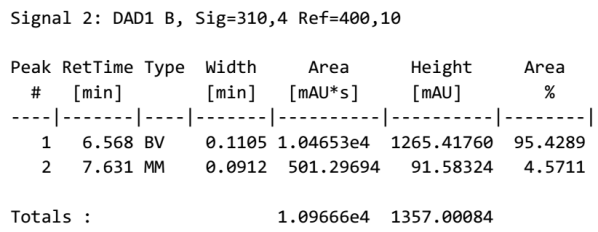 Signal 2: DAD1 B, Sig=310,4 Ref=400,10
Peak RetTime Type  Width     Area      Height     Area
  #   [min]        [min]   [mAU*s]     [mAU]        %
----|-------|----|-------|----------|----------|--------|
   1   6.568 BV    0.1105 1.04653e4  1265.41760  95.4289
   2   7.631 MM    0.0912  501.29694   91.58324   4.5711
Totals :                  1.09666e4  1357.00084